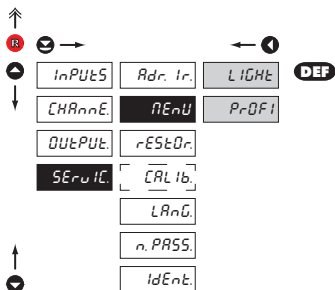 R
InPUtS Adr. Ir. LIGHt DEF
CHAnnE. MEnU PrOFI
OUtPUt. rEStOr.
SErvIC. CALIb.
LAnG.
n. PASS.
IdEnt.